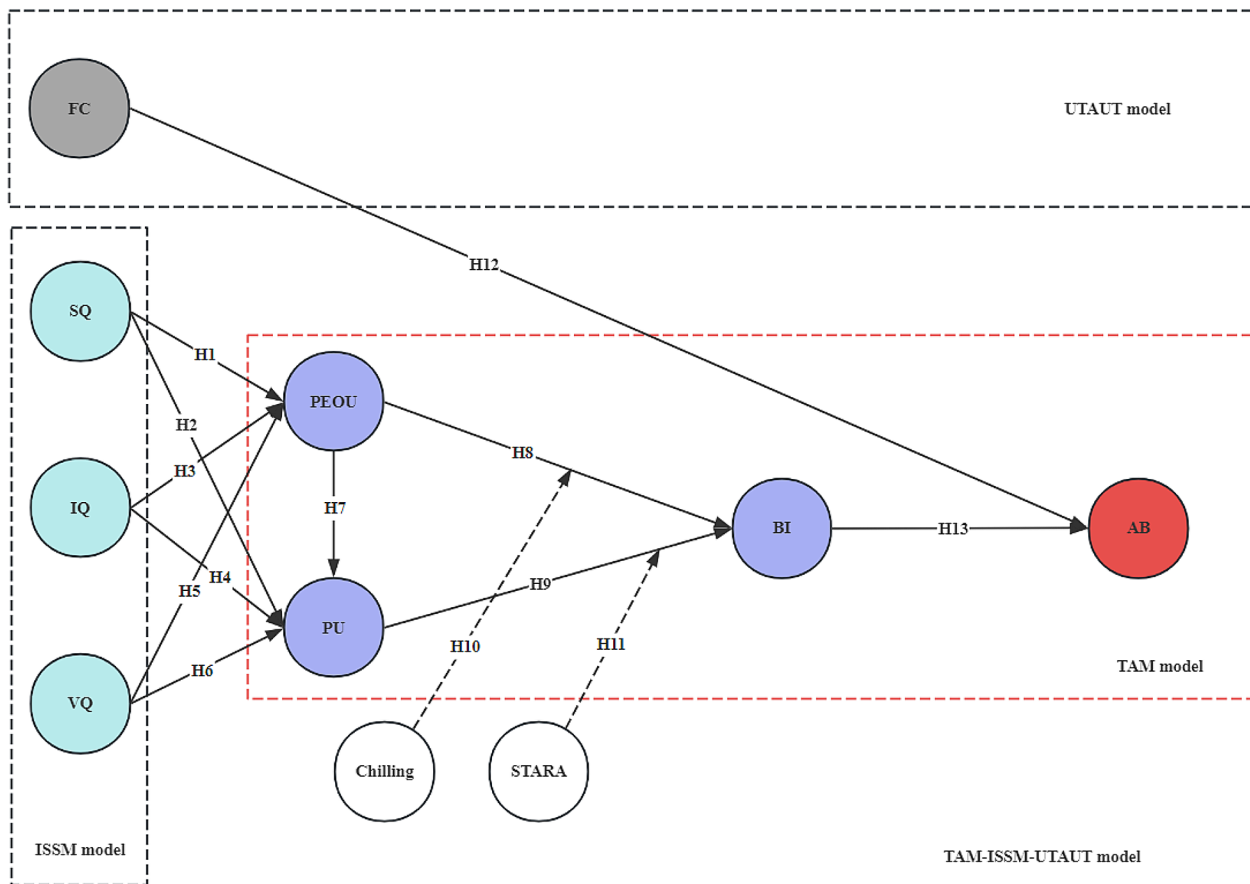 FC
UTAUT model
H12
SQ
H1
PEOU
H2
H8
H3
IQ
H7
BI
H13
AB
H4
H5
H9
PU
H10
H11
H6
TAM model
VQ
Chilling
STARA
ISSM model
TAM-ISSM-UTAUT model